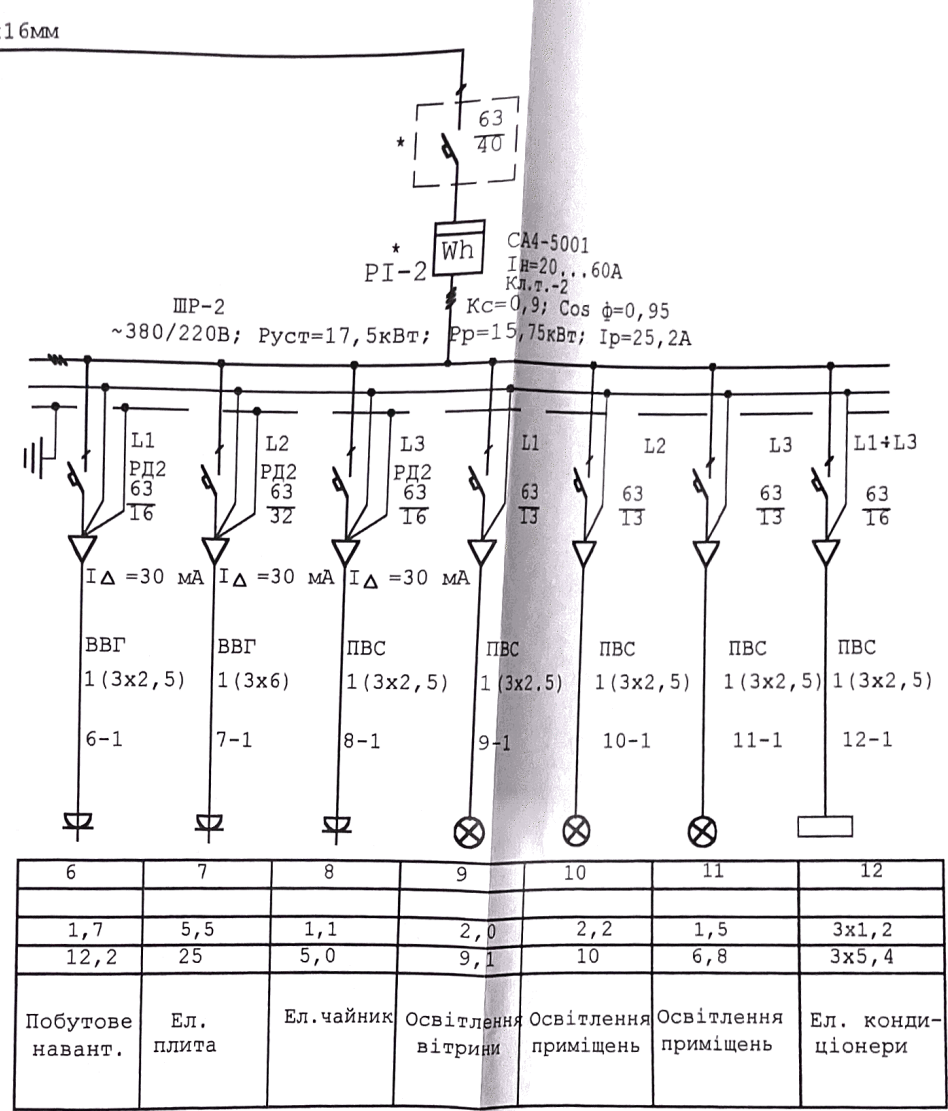 х16мм
63
40
*
*
Wh
PI-2
СА4-5001
Iн=20...60А
Кл.т.-2
Кс=0,9; Cos ф=0,95
ШР-2
~380/220В; Руст=17,5кВт; Рр=15,75кВт; Iр=25,2А
L1 L2 L3 L1 L2 L3 L1÷L3
РД2 РД2 РД2
63 63 63 63 63 63 63
16 32 16 13 13 13 16
I∆ =30 мА I∆ =30 мА I∆ =30 мА
ВВГ ВВГ ПВС ПВС ПВС ПВС ПВС
1(3х2,5) 1(3х6) 1(3х2,5) 1(3х2.5) 1(3х2,5) 1(3х2,5) 1(3х2,5)
6-1 7-1 8-1 9-1 10-1 11-1 12-1
6 7 8 9 10 11 12
1,7 5,5 1,1 2,0 2,2 1,5 3х1,2
12,2 25 5,0 9,1 10 6,8 3х5,4
Побутове
навант.
Ел.
плита
Ел.чайник
Освітлення
вітрини
Освітлення
приміщень
Освітлення
приміщень
Ел. конди-
ціонери